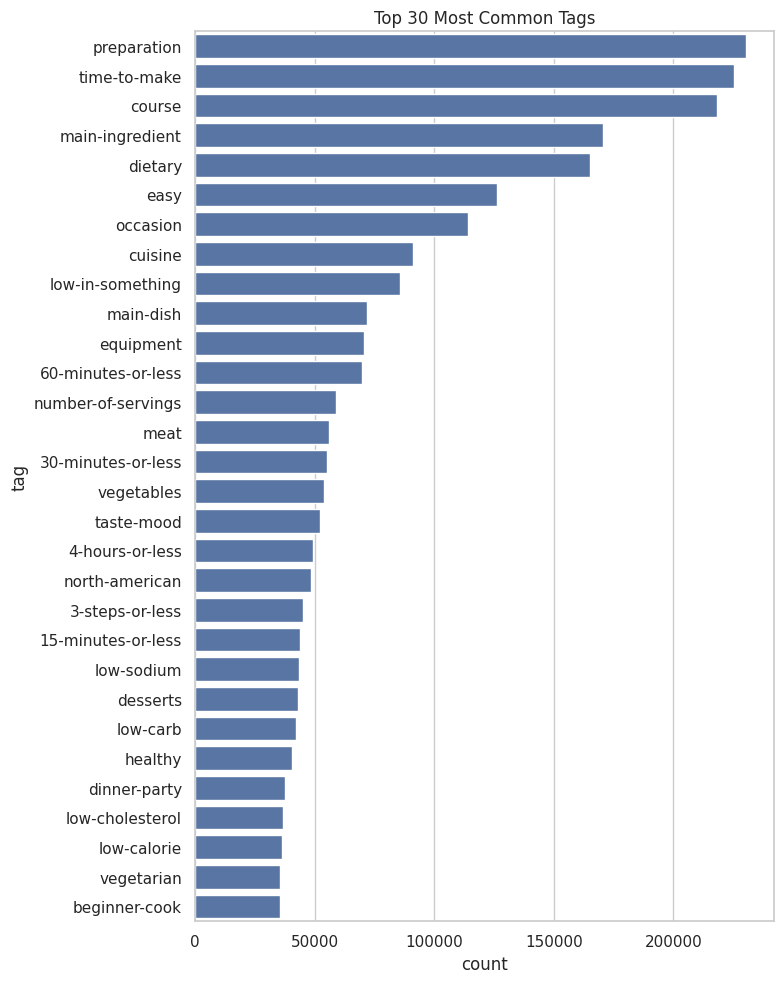 Top 30 Most Common Tags
preparation
time-to-make
course
main-ingredient
dietary
easy
occasion
cuisine
low-in-something
main-dish
equipment
60-minutes-or-less
number-of-servings
meat
30-minutes-or-less
vegetables
taste-mood
4-hours-or-less
north-american
3-steps-or-less
15-minutes-or-less
low-sodium
desserts
low-carb
healthy
dinner-party
low-cholesterol
low-calorie
vegetarian
beginner-cook
tag
0 50000 100000 150000 200000
count